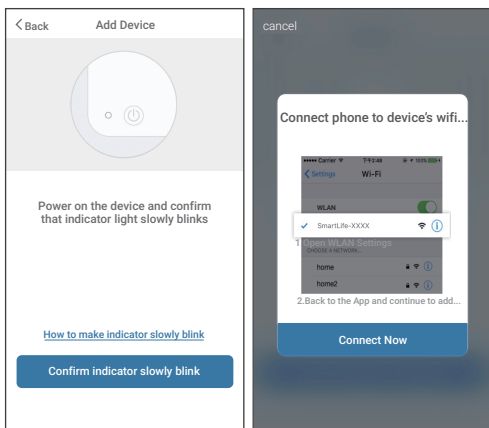 Back
Add Device
Power on the device and confirm
that indicator light slowly blinks
How to make indicator slowly blink
Confirm indicator slowly blink
cancel
Connect phone to device's wifi...
Carrier
100%
Settings
Wi-Fi
WLAN
SmartLife-XXXX
1.Open WLAN Settings
CHOOSE A NETWORK...
home
home2
2.Back to the App and continue to add...
Connect Now